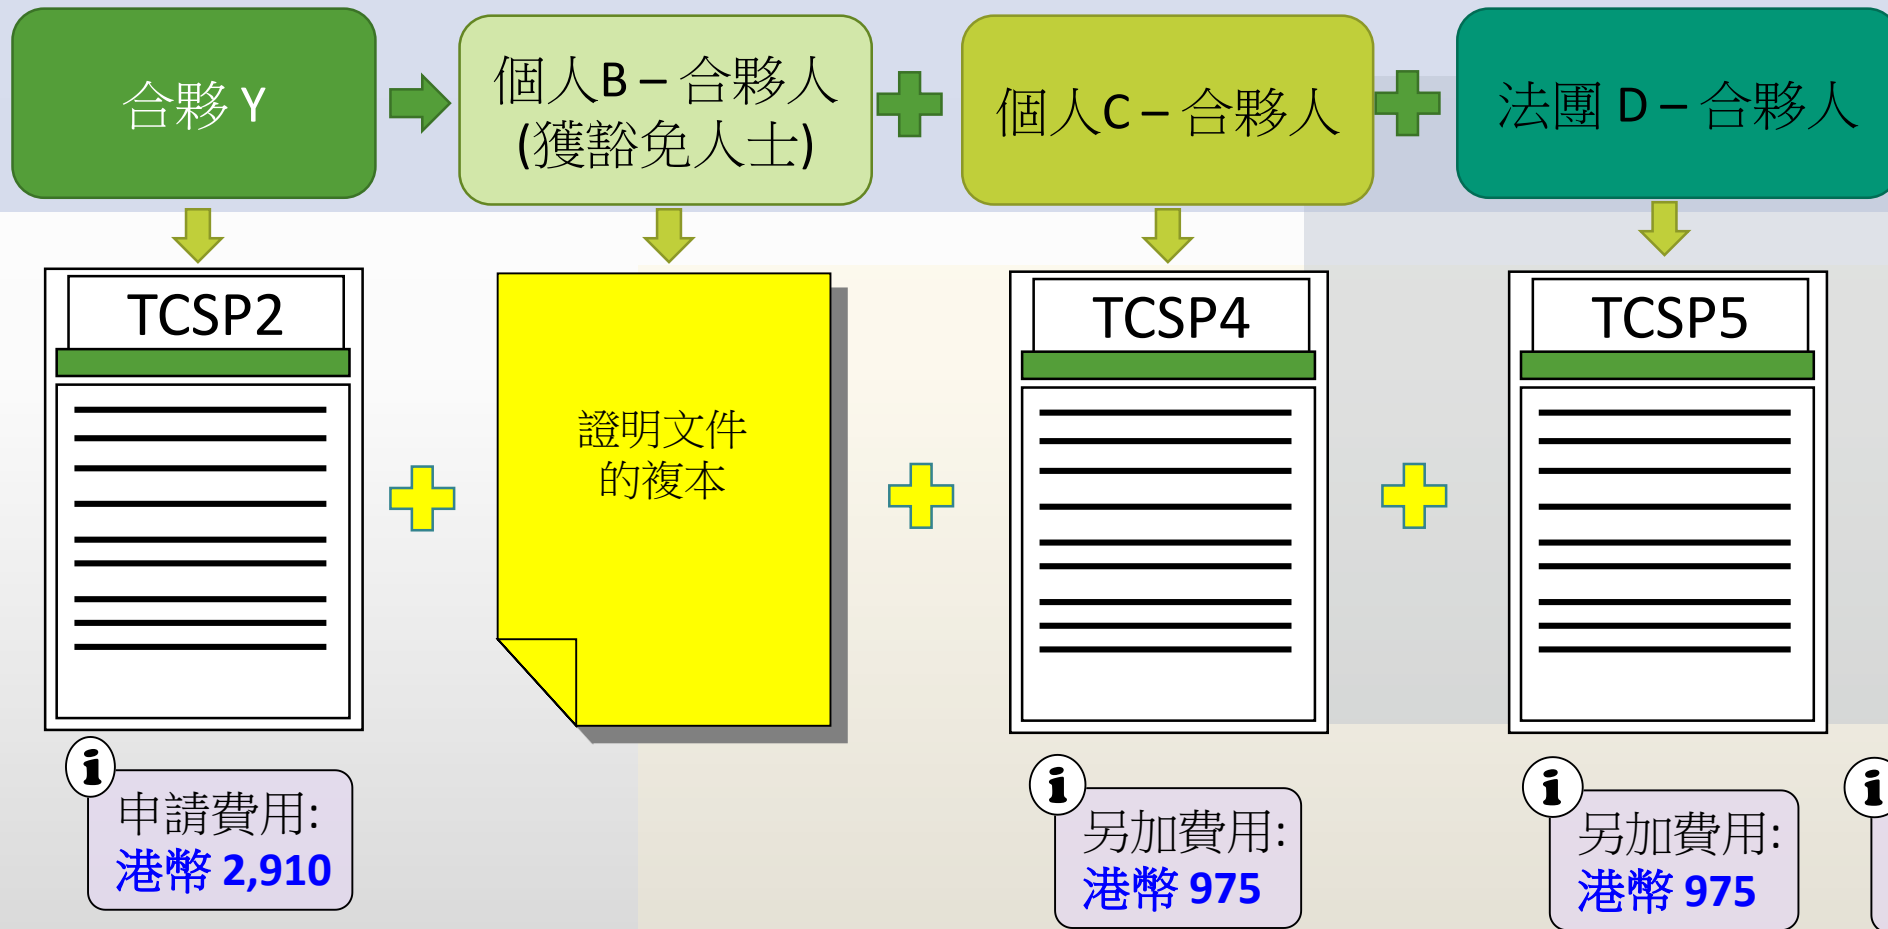 合夥 Y
個人B – 合夥人
(獲豁免人士)
個人C – 合夥人
法團 D – 合夥人
TCSP2
證明文件
的複本
TCSP4
TCSP5
i
申請費用:
港幣 2,910
i
另加費用:
港幣 975
i
另加費用:
港幣 975
i